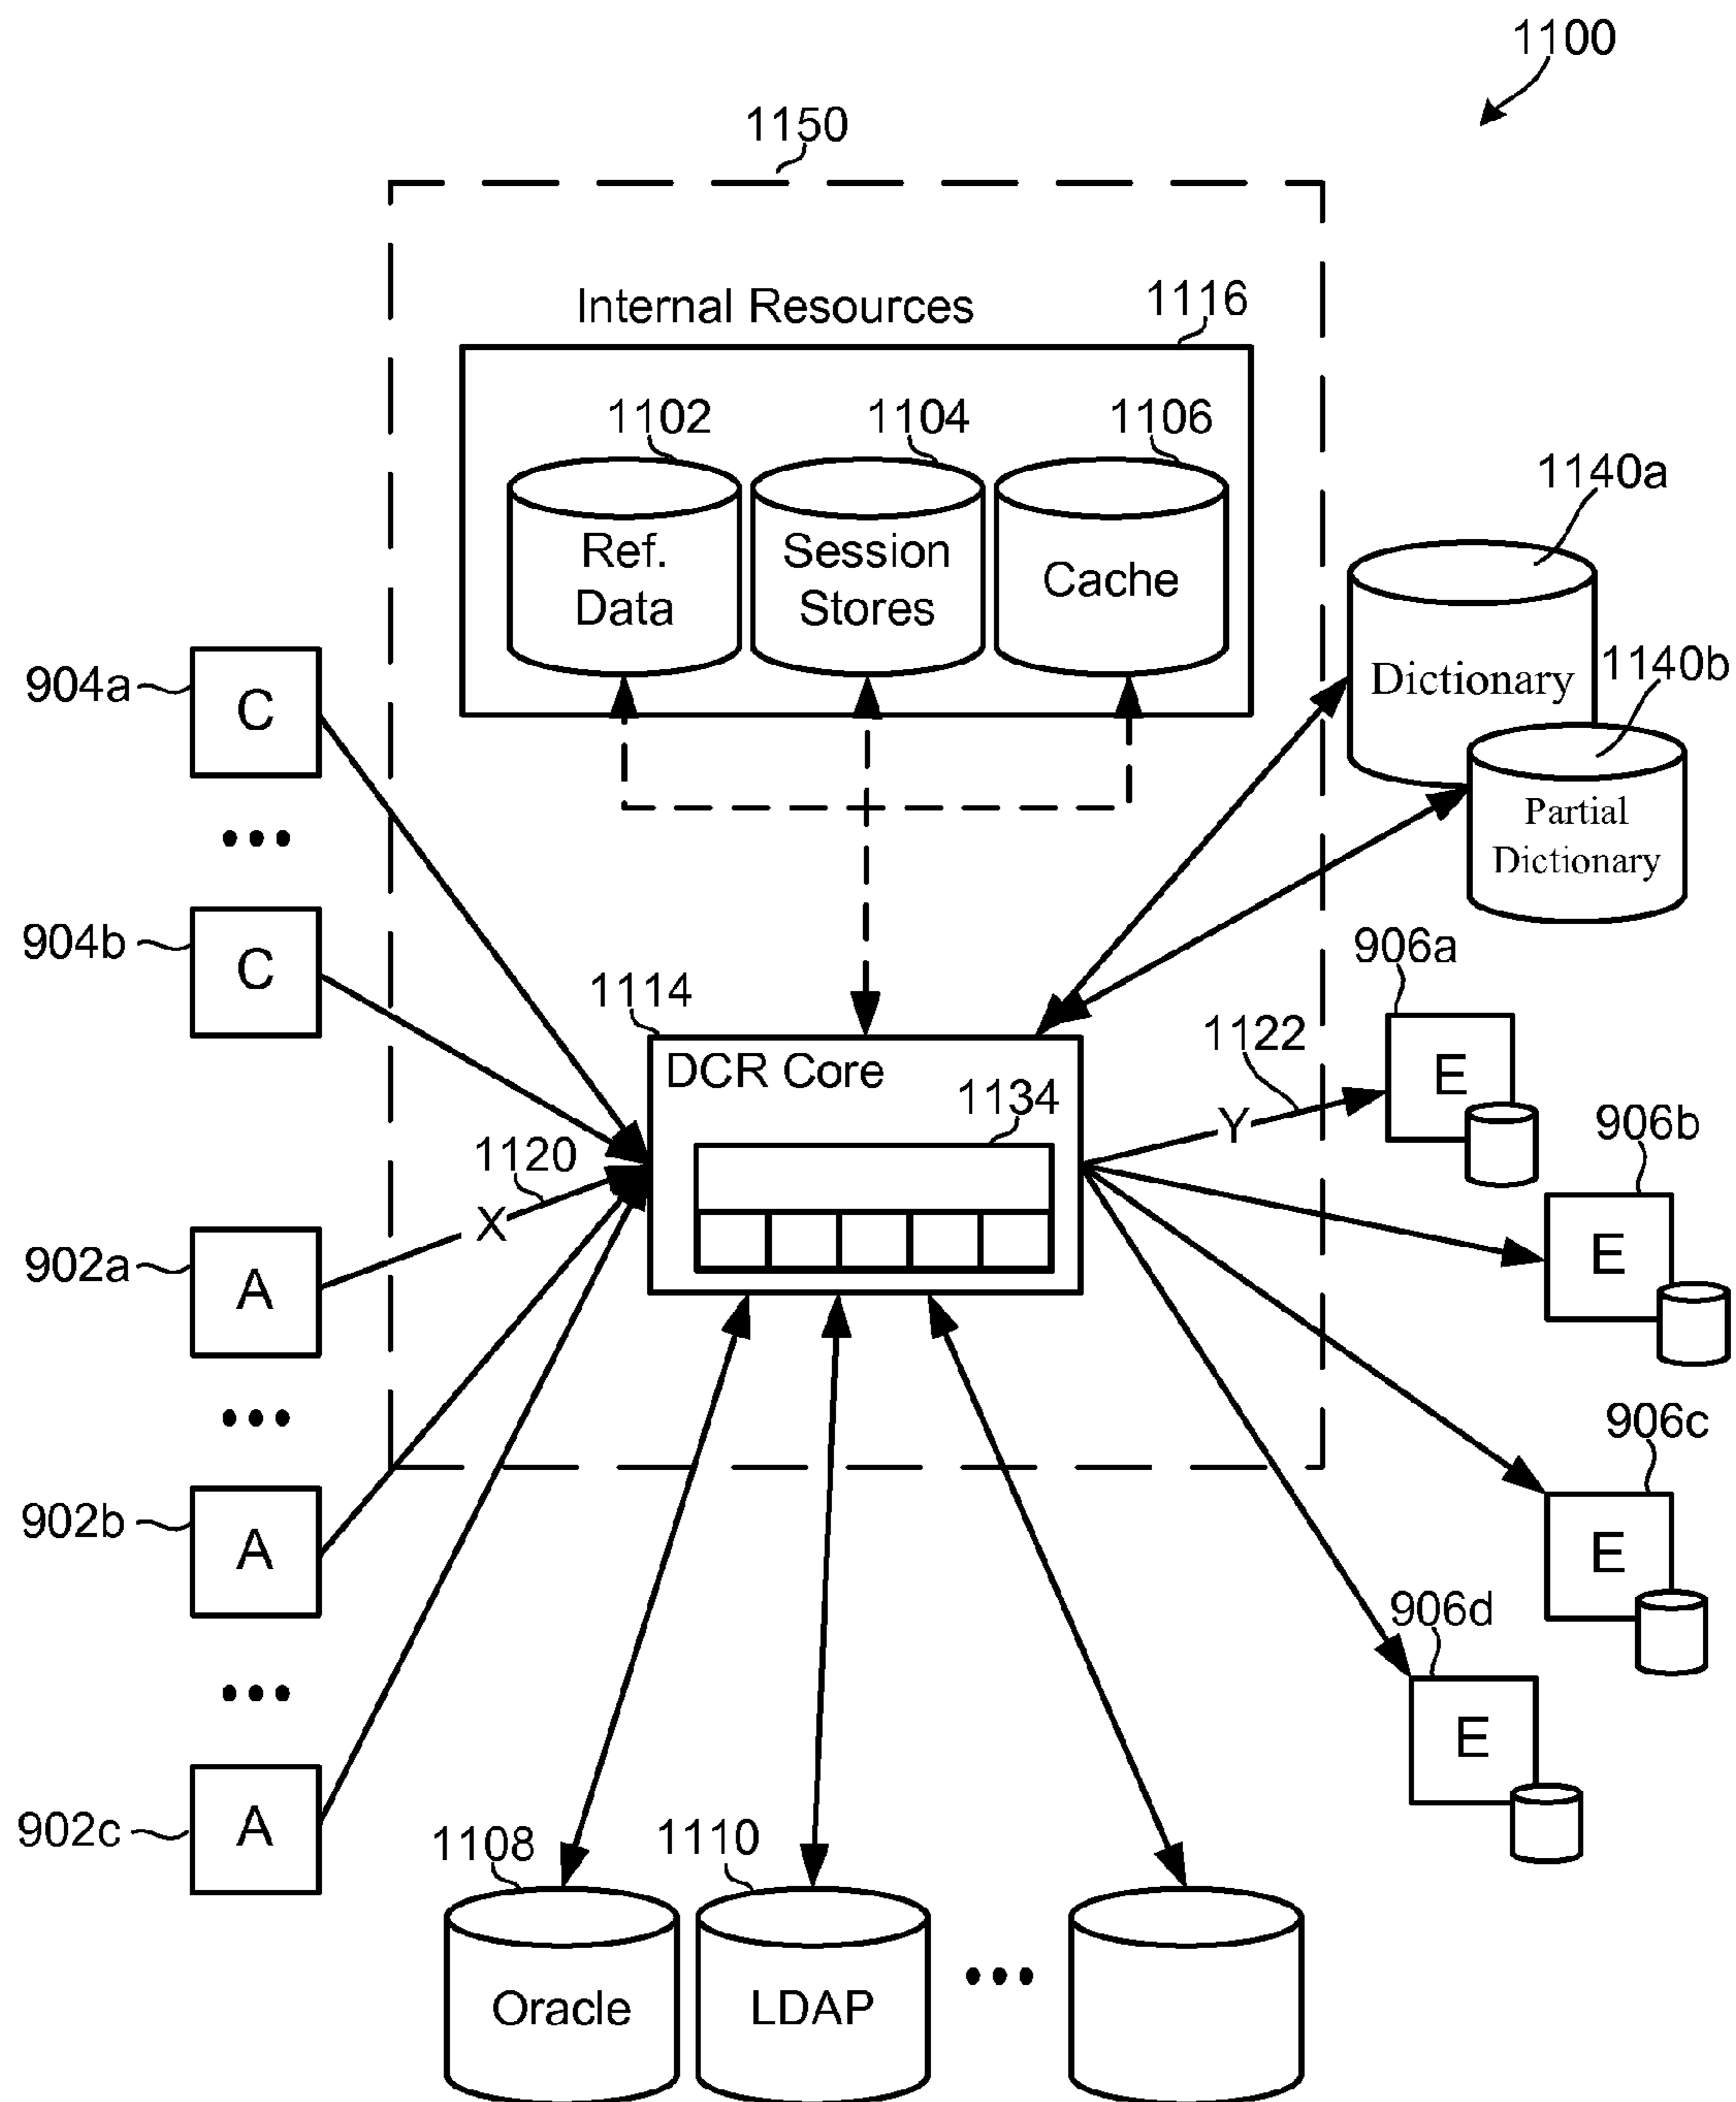 1100
1150
Internal Resources
1116
1102
1104
1106
Ref.
Data
Session
Stores
Cache
1140a
Dictionary
1140b
Partial
Dictionary
904a
C
•••
904b
C
906a
1114
1122
E
DCR Core
1134
Y
906b
1120
X
E
902a
A
•••
906c
902b
A
E
906d
•••
E
902c
A
1108
1110
Oracle
LDAP
•••